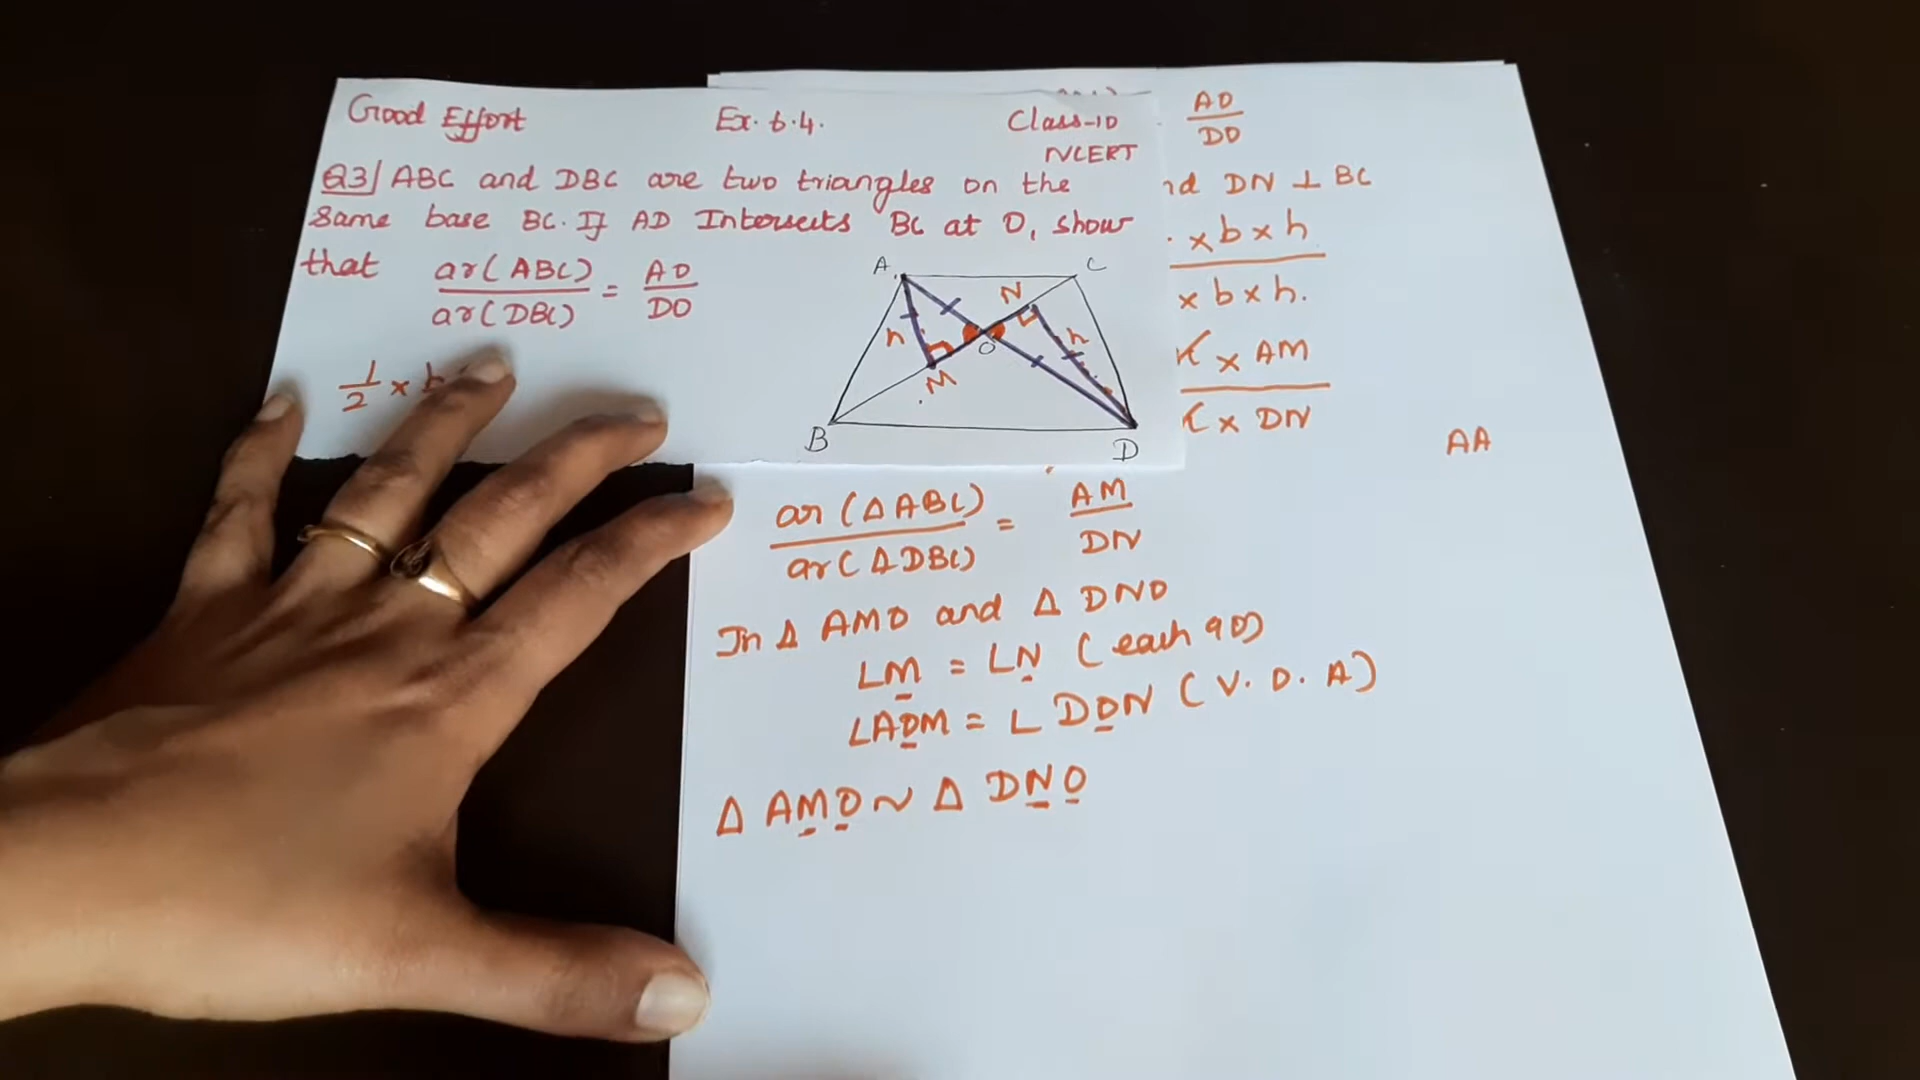 Good Effort Ex. 6.4. Class-10
NCERT
Q3/ ABC and DBC are two triangles on the
same base BC. If AD Intersects BC at O, show
that ar(ABC) / ar(DBC) = AO / DO
1/2 ×
A C
N
h O h
M
B D
AO / DO
DN ⊥ BC
× b × h
× b × h.
× AM
× DN
AA
ar(ΔABC) / ar(ΔDBC) = AM / DN
In Δ AMO and Δ DNO
∠M = ∠N (each 90)
∠AOM = ∠DON (V.O.A)
Δ AMO ~ Δ DNO